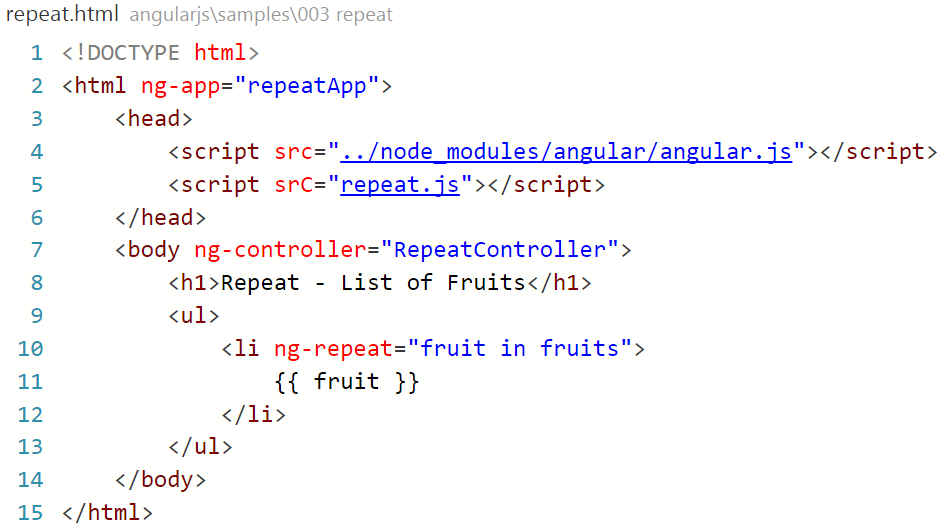 repeat.html angularjs\samples\003 repeat
1 <!DOCTYPE html>
2 <html ng-app="repeatApp">
3     <head>
4         <script src="../node_modules/angular/angular.js"></script>
5         <script srC="repeat.js"></script>
6     </head>
7     <body ng-controller="RepeatController">
8         <h1>Repeat - List of Fruits</h1>
9         <ul>
10             <li ng-repeat="fruit in fruits">
11                 {{ fruit }}
12             </li>
13         </ul>
14     </body>
15 </html>